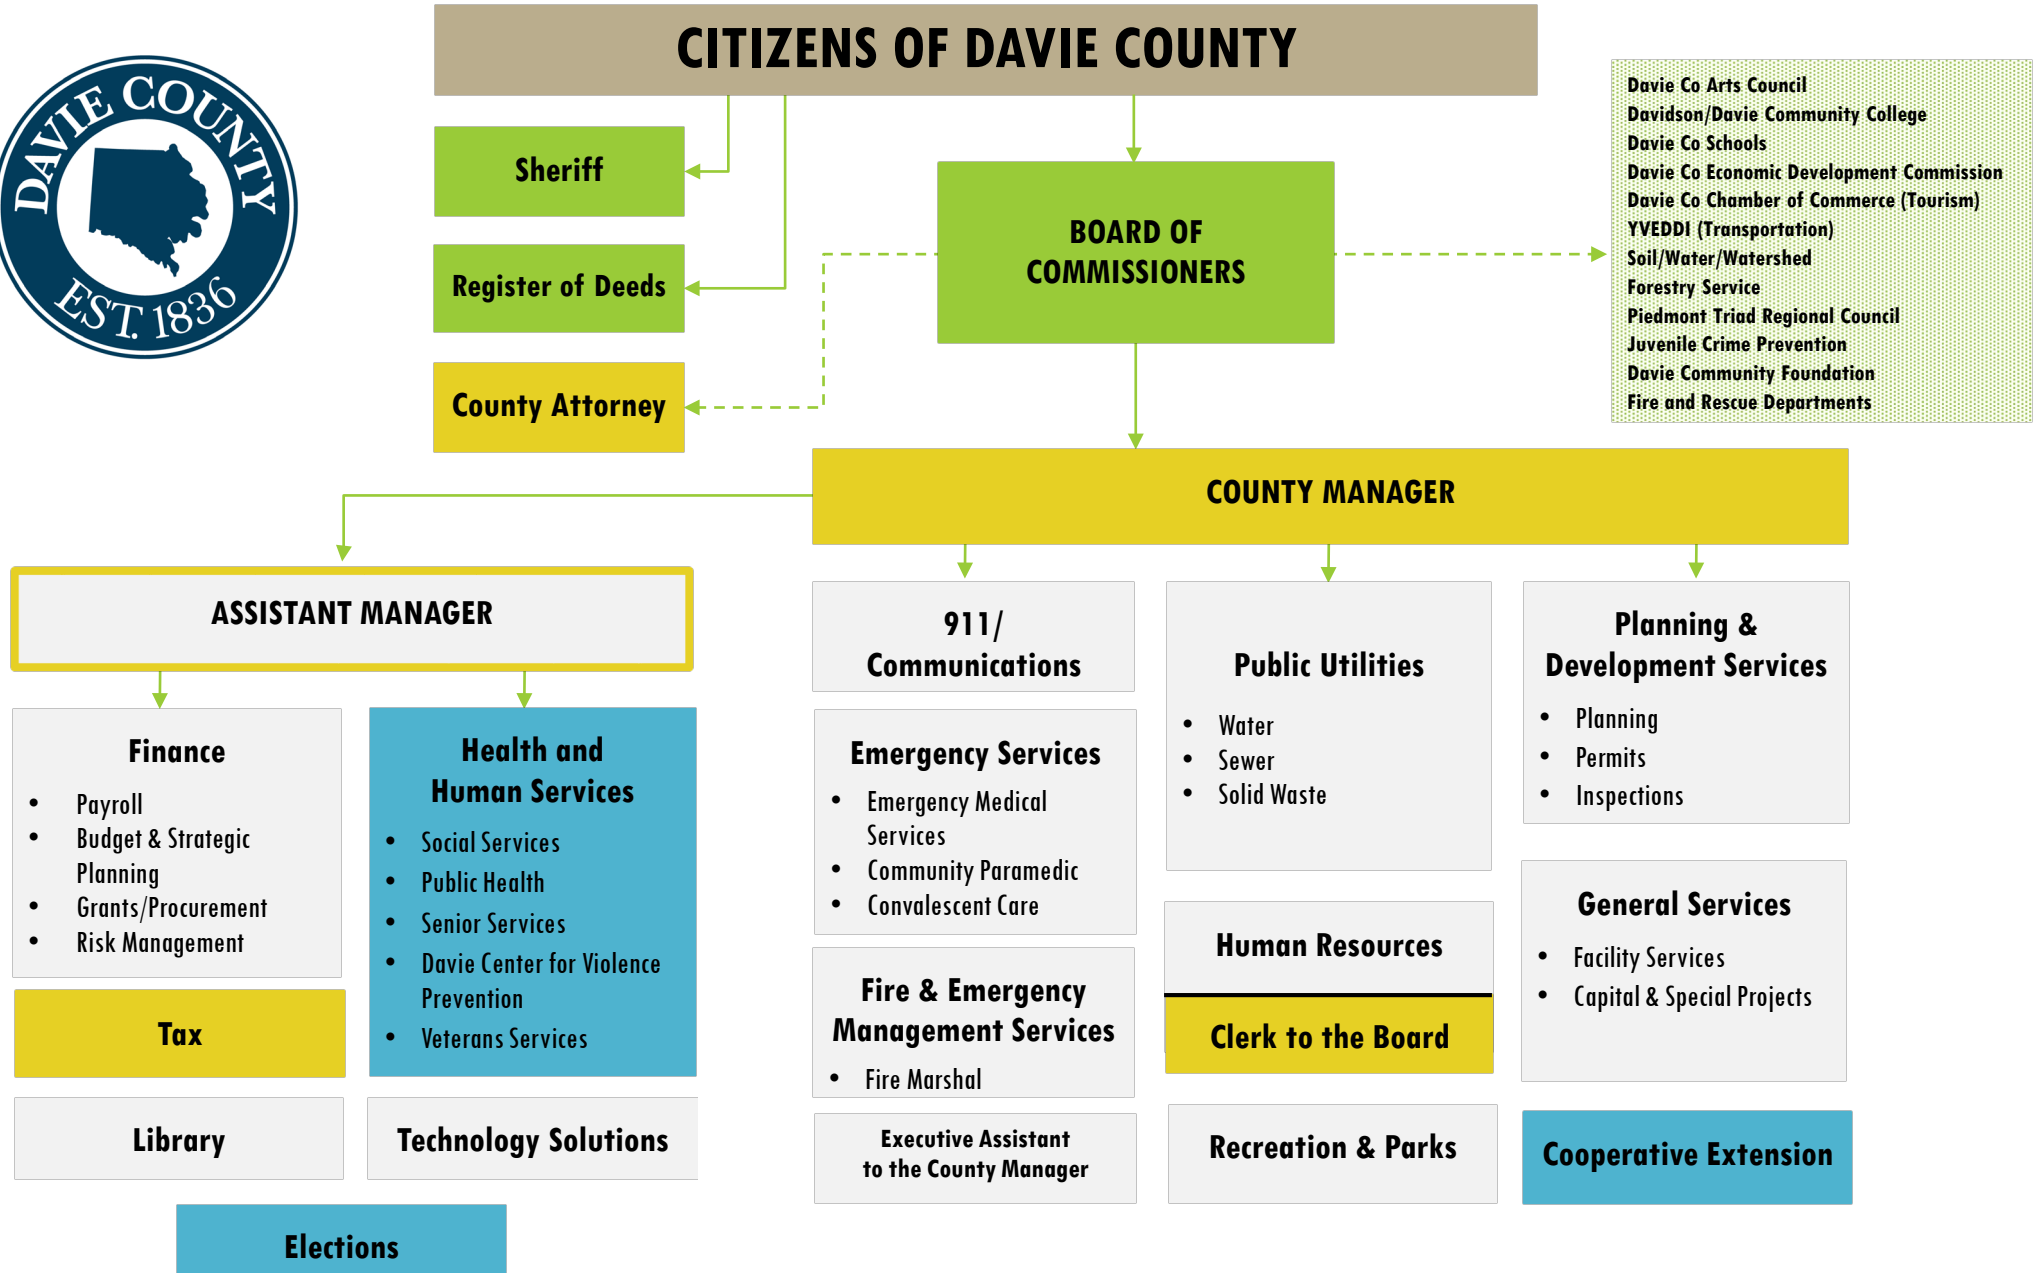 CITIZENS OF DAVIE COUNTY
DAVIE COUNTY
EST. 1836
Sheriff
Register of Deeds
County Attorney
BOARD OF
COMMISSIONERS
Davie Co Arts Council
Davidson/Davie Community College
Davie Co Schools
Davie Co Economic Development Commission
Davie Co Chamber of Commerce (Tourism)
YVEDDI (Transportation)
Soil/Water/Watershed
Forestry Service
Piedmont Triad Regional Council
Juvenile Crime Prevention
Davie Community Foundation
Fire and Rescue Departments
COUNTY MANAGER
ASSISTANT MANAGER
Finance
• Payroll
• Budget & Strategic
Planning
• Grants/Procurement
• Risk Management
Tax
Library
Health and
Human Services
• Social Services
• Public Health
• Senior Services
• Davie Center for Violence
Prevention
• Veterans Services
Technology Solutions
Elections
911/
Communications
Emergency Services
• Emergency Medical
Services
• Community Paramedic
• Convalescent Care
Fire & Emergency
Management Services
• Fire Marshal
Executive Assistant
to the County Manager
Public Utilities
• Water
• Sewer
• Solid Waste
Human Resources
Clerk to the Board
Recreation & Parks
Planning &
Development Services
• Planning
• Permits
• Inspections
General Services
• Facility Services
• Capital & Special Projects
Cooperative Extension